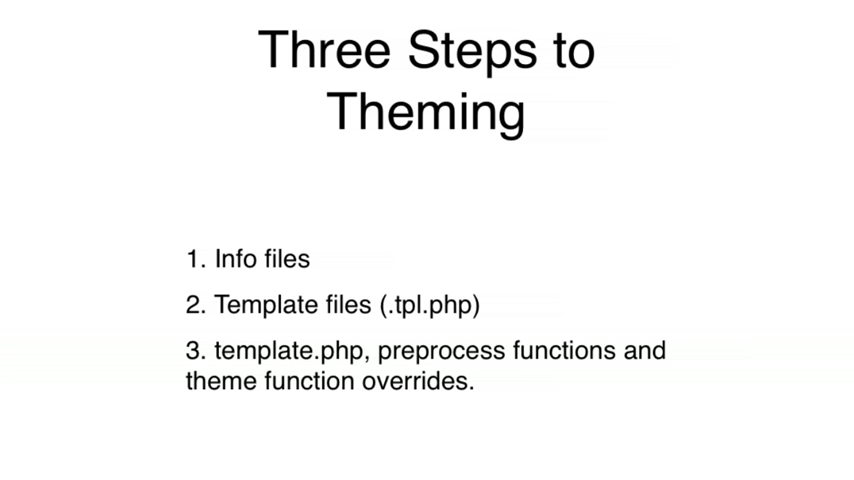 Three Steps to
Theming
1. Info files
2. Template files (.tpl.php)
3. template.php, preprocess functions and
theme function overrides.